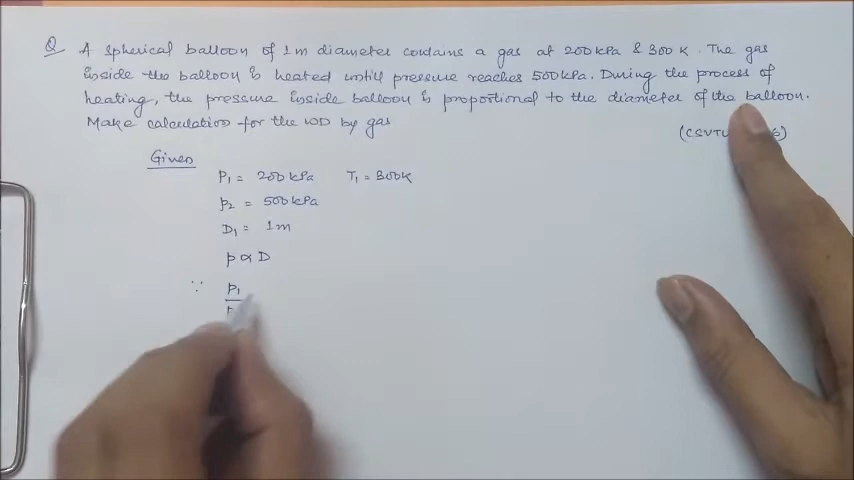 Q A spherical balloon of 1m diameter contains a gas at 200 kPa & 300 K. The gas
inside the balloon is heated until pressure reaches 500 kPa. During the process of
heating, the pressure inside balloon is proportional to the diameter of the balloon.
Make calculation for the WD by gas
(CSVTU
Given
P1 = 200 kPa T1 = 300K
P2 = 500 kPa
D1 = 1m
P ∝ D
∵ P1